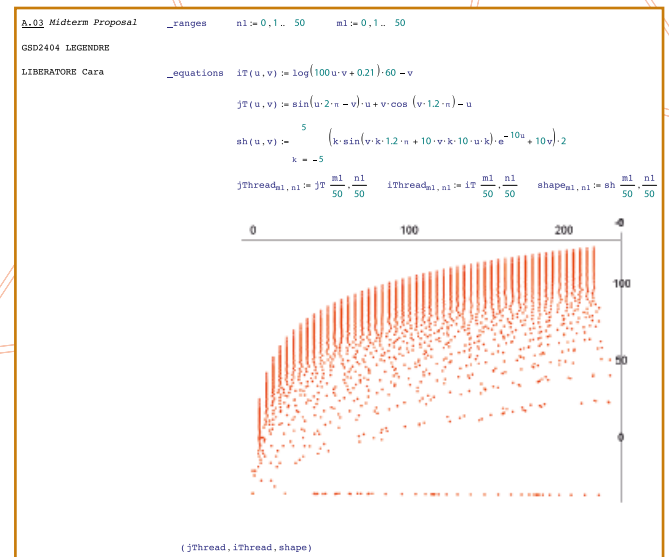 A.03 Midterm Proposal _ranges n1:= 0,1.. 50 m1:= 0,1.. 50
GSD2404 LEGENDRE
LIBERATORE Cara _equations iT(u,v) := log(100u·v + 0.21)·60 − v
jT(u,v) := sin(u·2·π − v)·u + v·cos (v·1.2·π) − u
5
sh(u,v) := (k·sin(v·k·1.2·π + 10·v·k·10·u·k)·e^−10u + 10v)·2
k = −5
jThread m1,n1 := jT m1/50, n1/50 iThread m1,n1 := iT m1/50, n1/50 shape m1,n1 := sh m1/50, n1/50
0 100 200
-0
100
50
0
(jThread,iThread,shape)